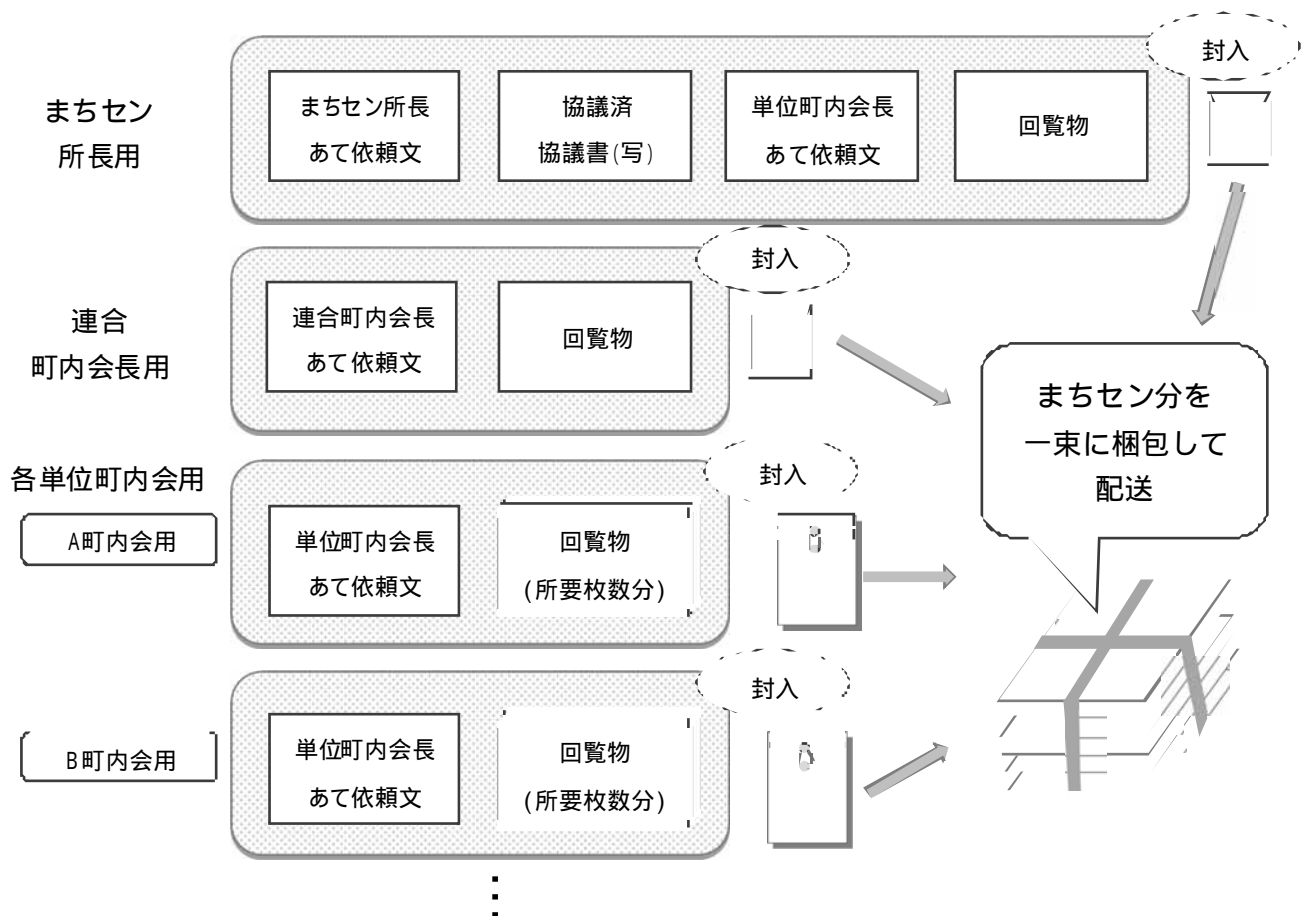 封入
まちセン
所長用
まちセン所長
あて依頼文
協議済
協議書(写)
単位町内会長
あて依頼文
回覧物
封入
連合
町内会長用
連合町内会長
あて依頼文
回覧物
まちセン分を
一束に梱包して
配送
各単位町内会用
封入
A町内会用
単位町内会長
あて依頼文
回覧物
(所要枚数分)
封入
B町内会用
単位町内会長
あて依頼文
回覧物
(所要枚数分)